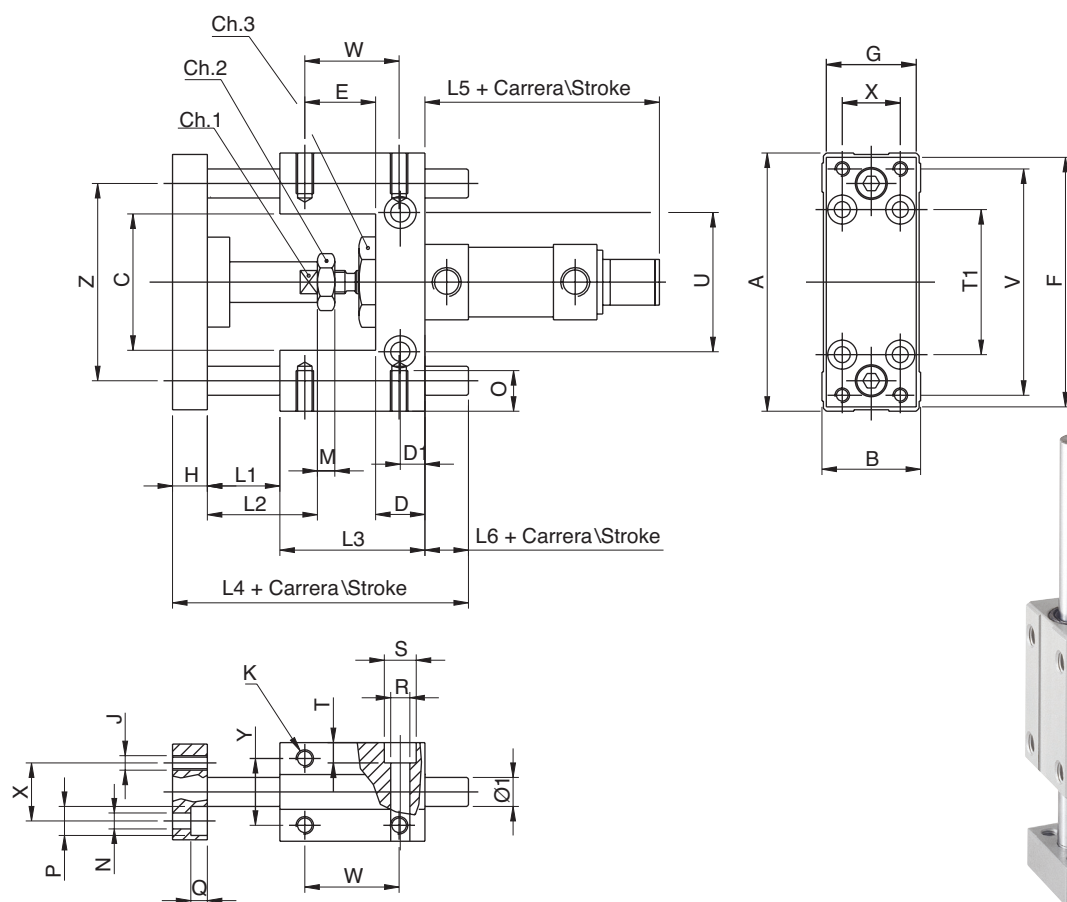 Ch.3
W
Ch.2
E
L5 + Carrera\Stroke
Ch.1
G
X
Z
C
U
A
T1
V
F
O
M
D1
H
L1
L2
D
B
L3
L6 + Carrera\Stroke
L4 + Carrera\Stroke
S
K
R
T
Y
J
X
Ø1
P
N
Q
W